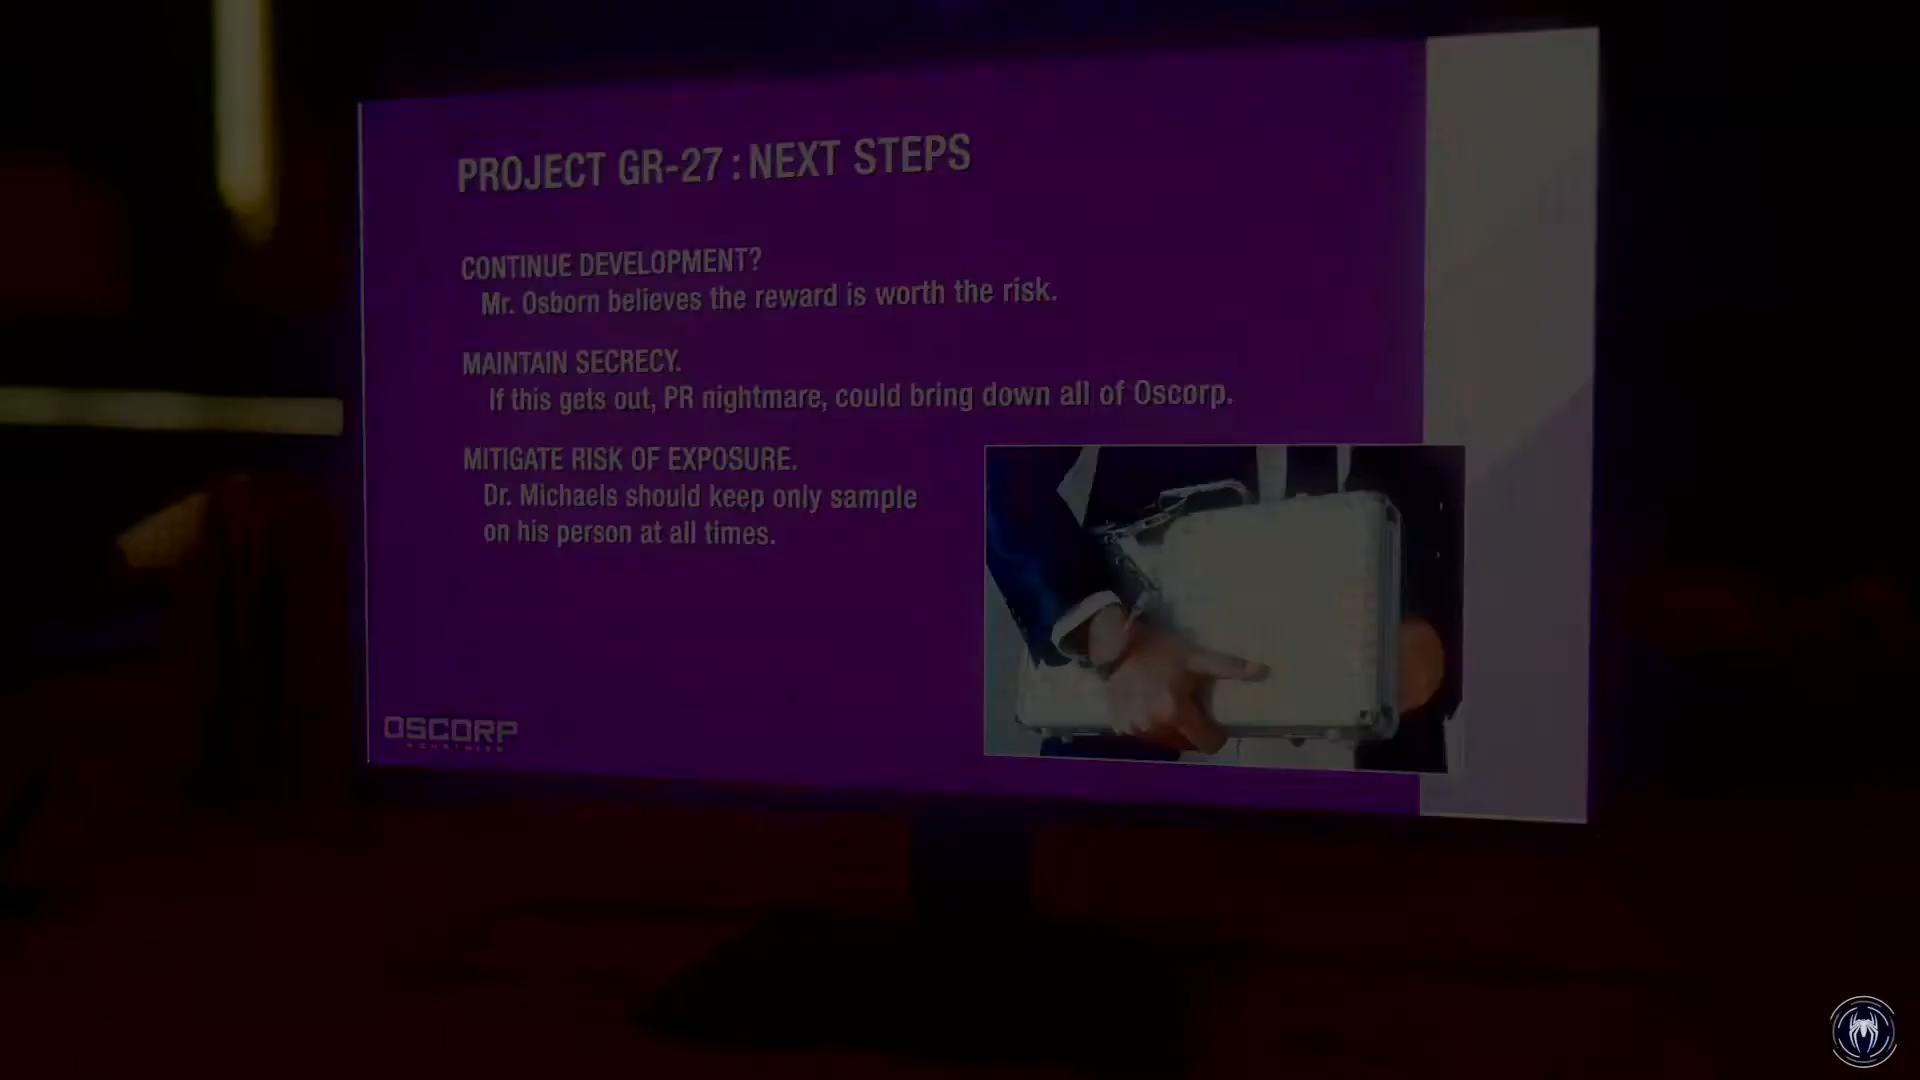 PROJECT GR-27 : NEXT STEPS
CONTINUE DEVELOPMENT?
Mr. Osborn believes the reward is worth the risk.
MAINTAIN SECRECY.
If this gets out, PR nightmare, could bring down all of Oscorp.
MITIGATE RISK OF EXPOSURE.
Dr. Michaels should keep only sample
on his person at all times.
OSCORP
INDUSTRIES